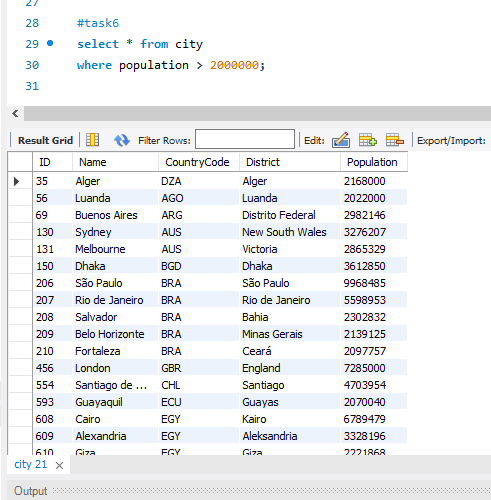 27
28 #task6
29 select * from city
30 where population > 2000000;
31
Result Grid Filter Rows: Edit: Export/Import:
ID Name CountryCode District Population
35 Alger DZA Alger 2168000
56 Luanda AGO Luanda 2022000
69 Buenos Aires ARG Distrito Federal 2982146
130 Sydney AUS New South Wales 3276207
131 Melbourne AUS Victoria 2865329
150 Dhaka BGD Dhaka 3612850
206 São Paulo BRA São Paulo 9968485
207 Rio de Janeiro BRA Rio de Janeiro 5598953
208 Salvador BRA Bahia 2302832
209 Belo Horizonte BRA Minas Gerais 2139125
210 Fortaleza BRA Ceará 2097757
456 London GBR England 7285000
554 Santiago de ... CHL Santiago 4703954
593 Guayaquil ECU Guayas 2070040
608 Cairo EGY Kairo 6789479
609 Alexandria EGY Aleksandria 3328196
610 Giza EGY Giza 2221868
city 21
Output